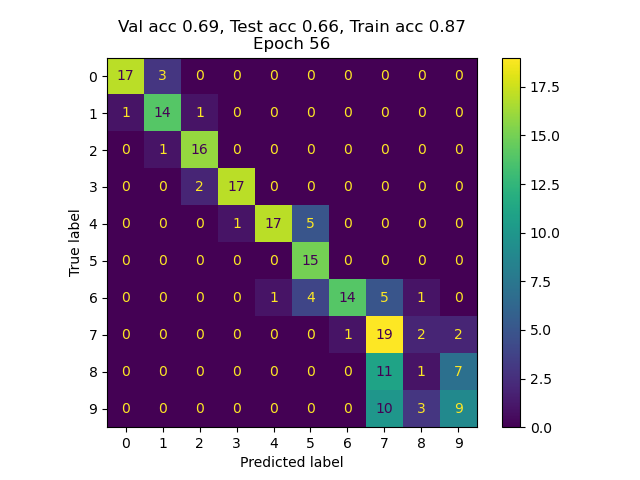 Val acc 0.69, Test acc 0.66, Train acc 0.87
Epoch 56
0 17 3 0 0 0 0 0 0 0 0
1 1 14 1 0 0 0 0 0 0 0
2 0 1 16 0 0 0 0 0 0 0
3 0 0 2 17 0 0 0 0 0 0
4 0 0 0 1 17 5 0 0 0 0
5 0 0 0 0 0 15 0 0 0 0
6 0 0 0 0 1 4 14 5 1 0
7 0 0 0 0 0 0 1 19 2 2
8 0 0 0 0 0 0 0 11 1 7
9 0 0 0 0 0 0 0 10 3 9
0 1 2 3 4 5 6 7 8 9
Predicted label
True label
17.5
15.0
12.5
10.0
7.5
5.0
2.5
0.0